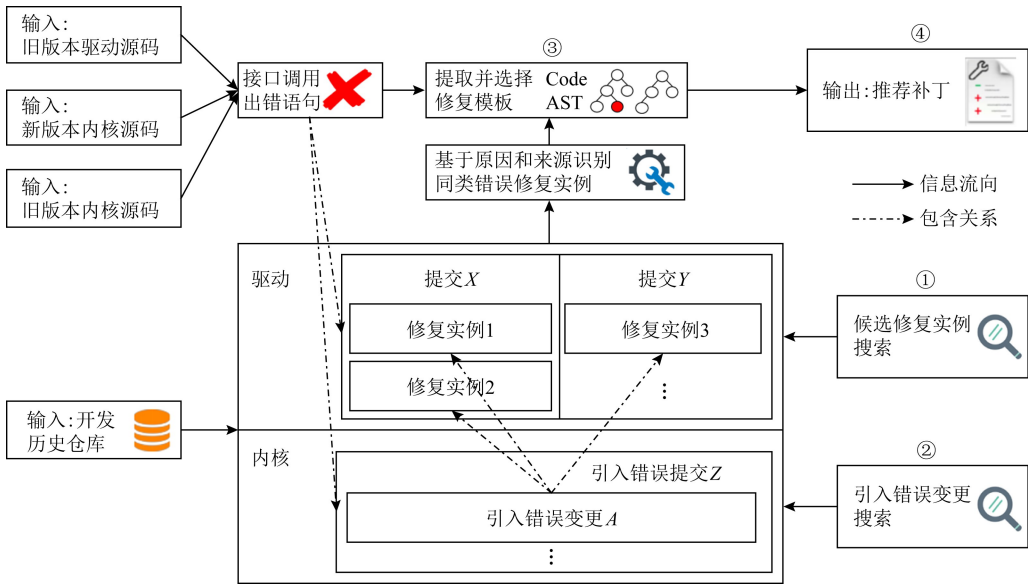 输入:
旧版本驱动源码
输入:
新版本内核源码
输入:
旧版本内核源码
接口调用
出错语句
③
提取并选择
修复模板
Code
AST
④
输出:推荐补丁
基于原因和来源识别
同类错误修复实例
信息流向
包含关系
驱动
提交X
提交Y
修复实例1
修复实例3
修复实例2
⋮
①
候选修复实例
搜索
输入:开发
历史仓库
内核
引入错误提交Z
引入错误变更A
⋮
②
引入错误变更
搜索